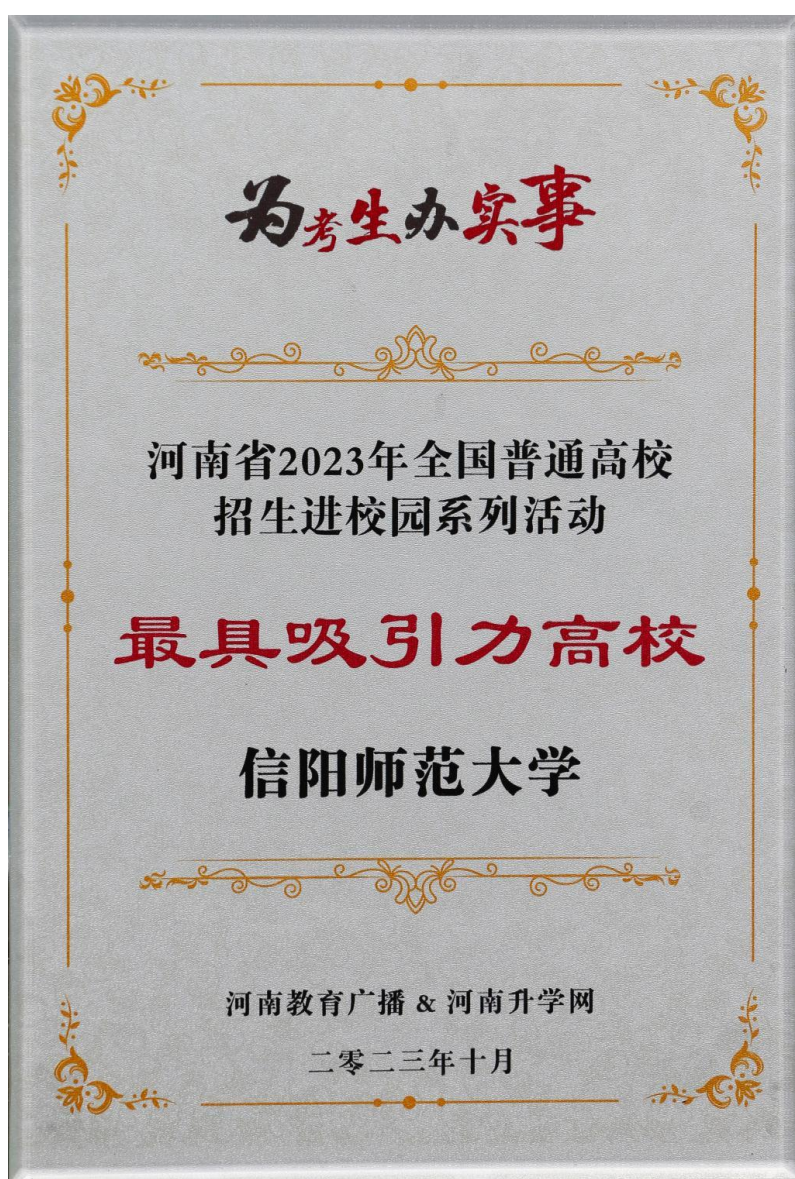 为考生办实事
河南省2023年全国普通高校
招生进校园系列活动
最具吸引力高校
信阳师范大学
河南教育广播 & 河南升学网
二零二三年十月